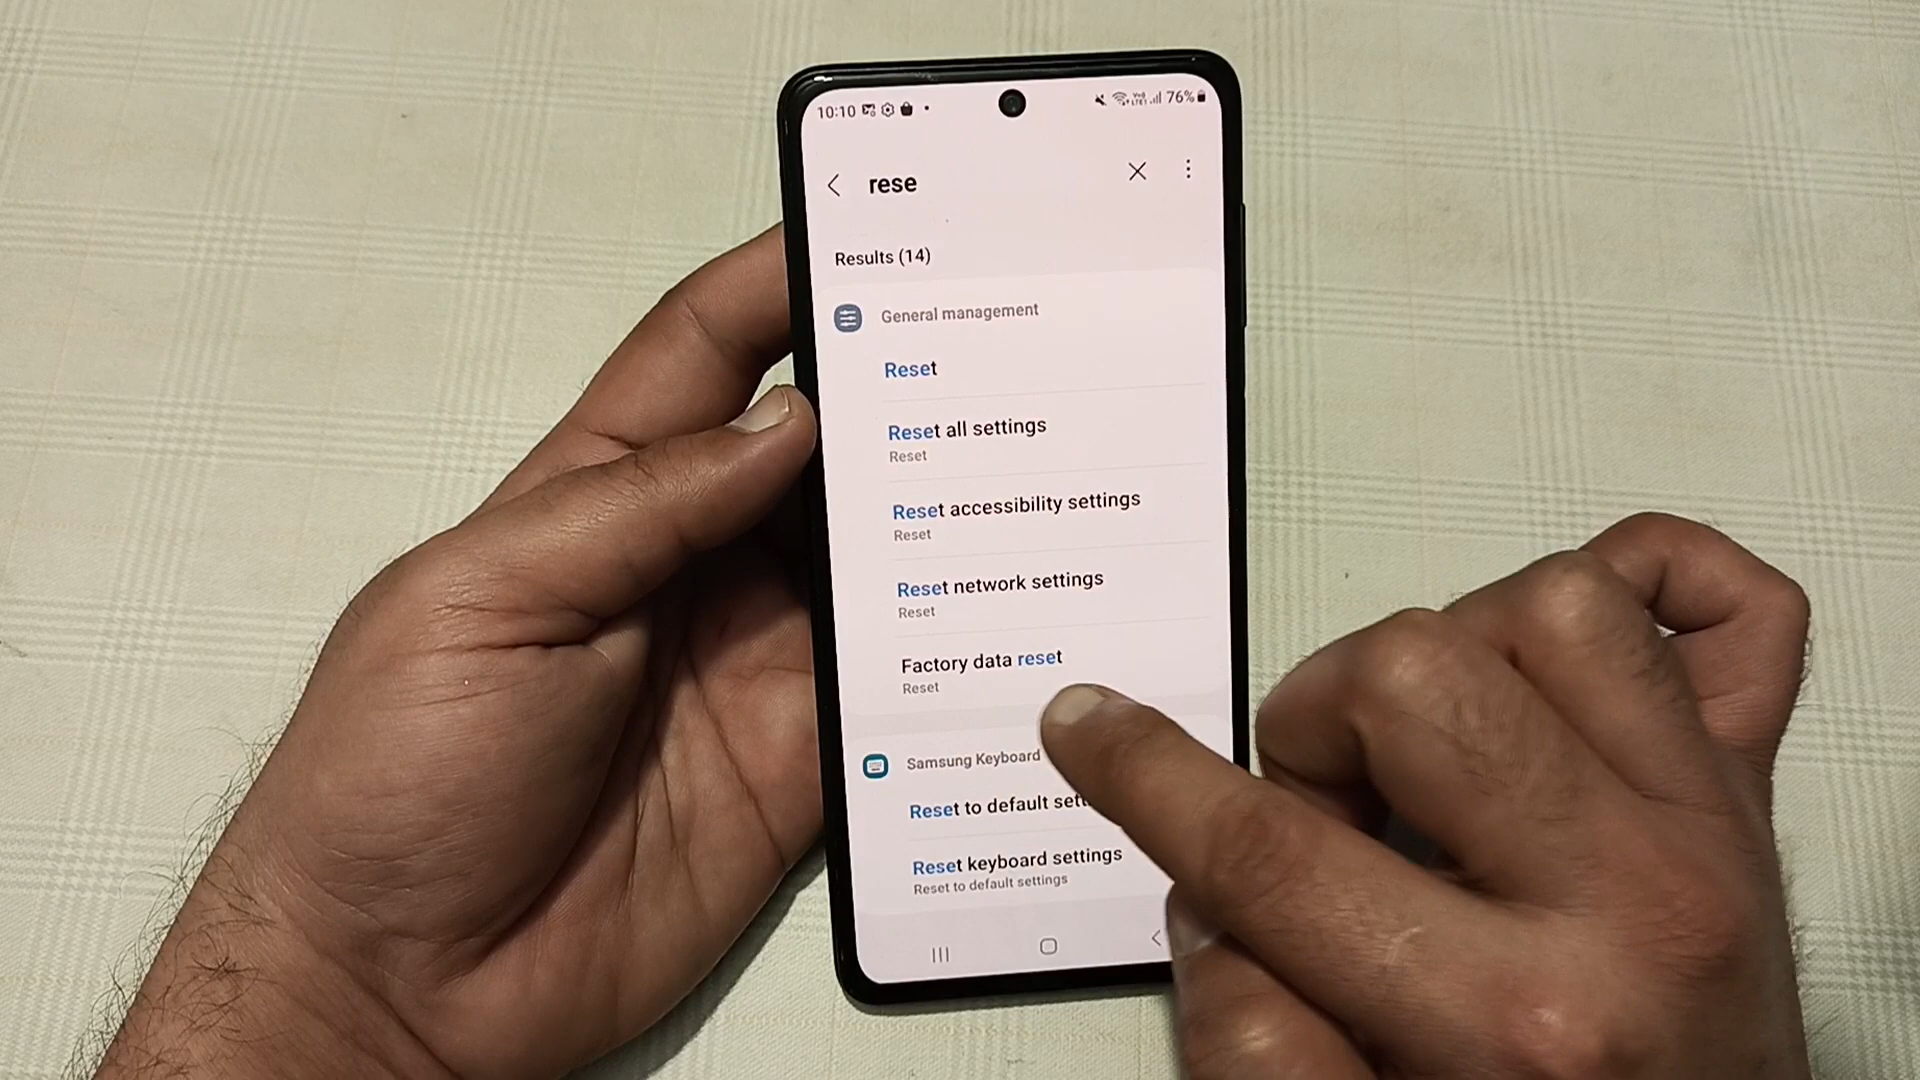 10:10
76%
rese
Results (14)
General management
Reset
Reset all settings
Reset
Reset accessibility settings
Reset
Reset network settings
Reset
Factory data reset
Reset
Samsung Keyboard
Reset to default
Reset keyboard settings
Reset to default settings